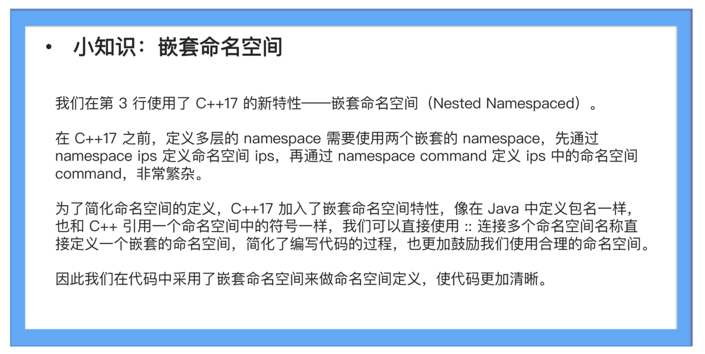 • 小知识：嵌套命名空间
我们在第 3 行使用了 C++17 的新特性——嵌套命名空间（Nested Namespaced）。
在 C++17 之前，定义多层的 namespace 需要使用两个嵌套的 namespace，先通过
namespace ips 定义命名空间 ips，再通过 namespace command 定义 ips 中的命名空间
command，非常繁杂。
为了简化命名空间的定义，C++17 加入了嵌套命名空间特性，像在 Java 中定义包名一样，
也和 C++ 引用一个命名空间中的符号一样，我们可以直接使用 :: 连接多个命名空间名称直
接定义一个嵌套的命名空间，简化了编写代码的过程，也更加鼓励我们使用合理的命名空间。
因此我们在代码中采用了嵌套命名空间来做命名空间定义，使代码更加清晰。